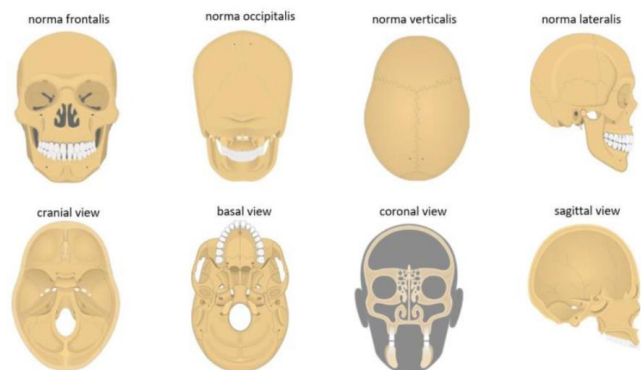 norma frontalis
norma occipitalis
norma verticalis
norma lateralis
cranial view
basal view
coronal view
sagittal view